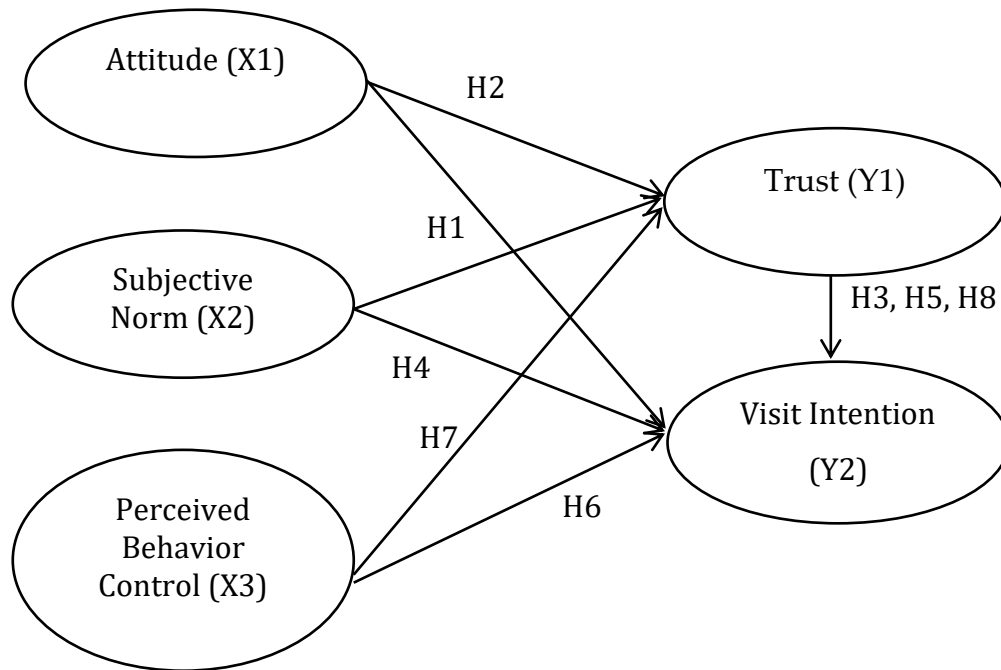 Attitude (X1)
H2
Trust (Y1)
H1
Subjective
Norm (X2)
H3, H5, H8
H4
Visit Intention
(Y2)
H7
Perceived
Behavior
Control (X3)
H6